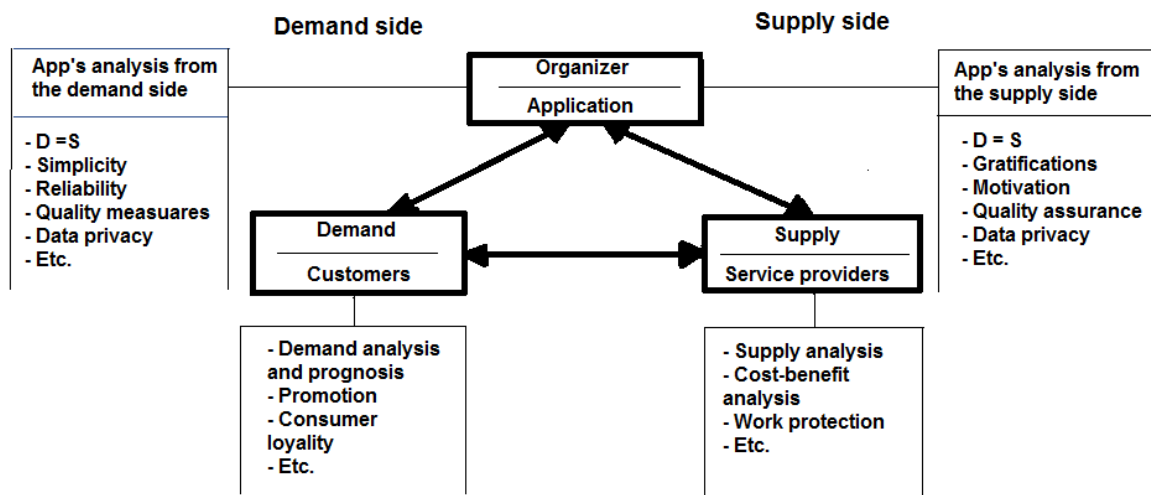 Demand side
Supply side
App's analysis from
the demand side
- D =S
- Simplicity
- Reliability
- Quality measuares
- Data privacy
- Etc.
Organizer
Application
App's analysis from
the supply side
- D = S
- Gratifications
- Motivation
- Quality assurance
- Data privacy
- Etc.
Demand
Customers
Supply
Service providers
- Demand analysis
and prognosis
- Promotion
- Consumer
loyality
- Etc.
- Supply analysis
- Cost-benefit
analysis
- Work protection
- Etc.